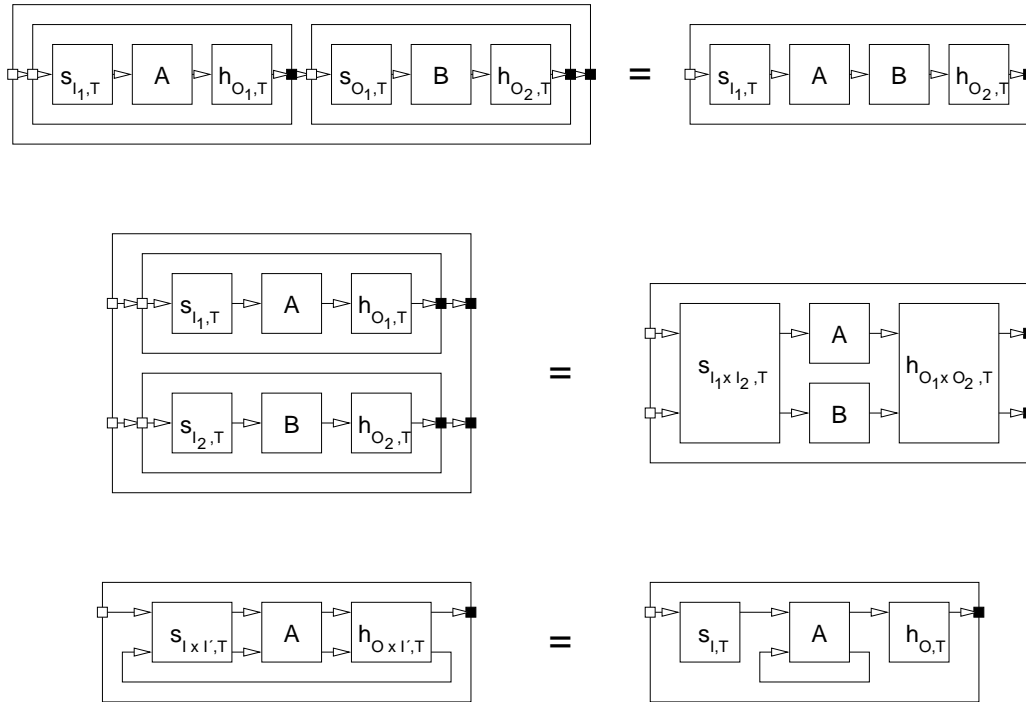 s_{I_1,T} A h_{O_1,T} s_{O_1,T} B h_{O_2,T} = s_{I_1,T} A B h_{O_2,T}
s_{I_1,T} A h_{O_1,T}
s_{I_2,T} B h_{O_2,T}
=
s_{I_1 x I_2,T} A h_{O_1 x O_2,T}
B
s_{I x I',T} A h_{O x I',T} = s_{I,T} A h_{O,T}